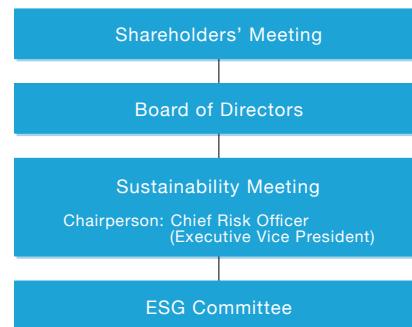 Shareholders’ Meeting
Board of Directors
Sustainability Meeting
Chairperson: Chief Risk Officer
(Executive Vice President)
ESG Committee